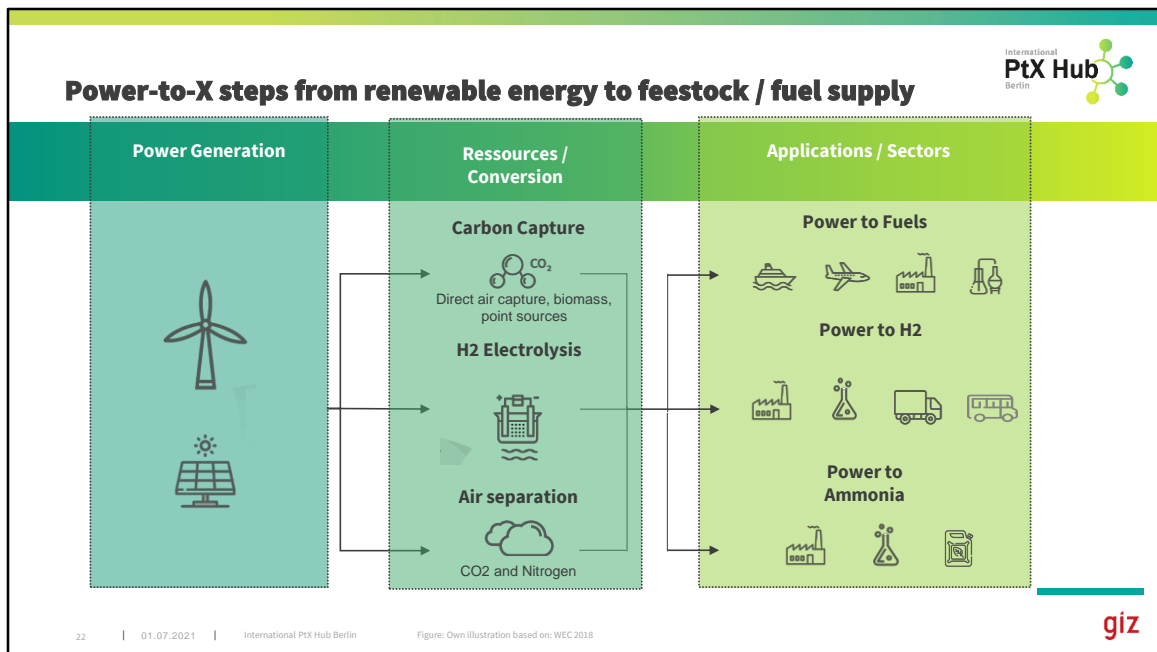 International
PtX Hub
Berlin
Power-to-X steps from renewable energy to feestock / fuel supply
Power Generation
Ressources /
Conversion
Applications / Sectors
Carbon Capture
CO₂
Direct air capture, biomass,
point sources
H2 Electrolysis
Air separation
CO2 and Nitrogen
Power to Fuels
Power to H2
Power to
Ammonia
22 | 01.07.2021 | International PtX Hub Berlin Figure: Own illustration based on: WEC 2018
giz